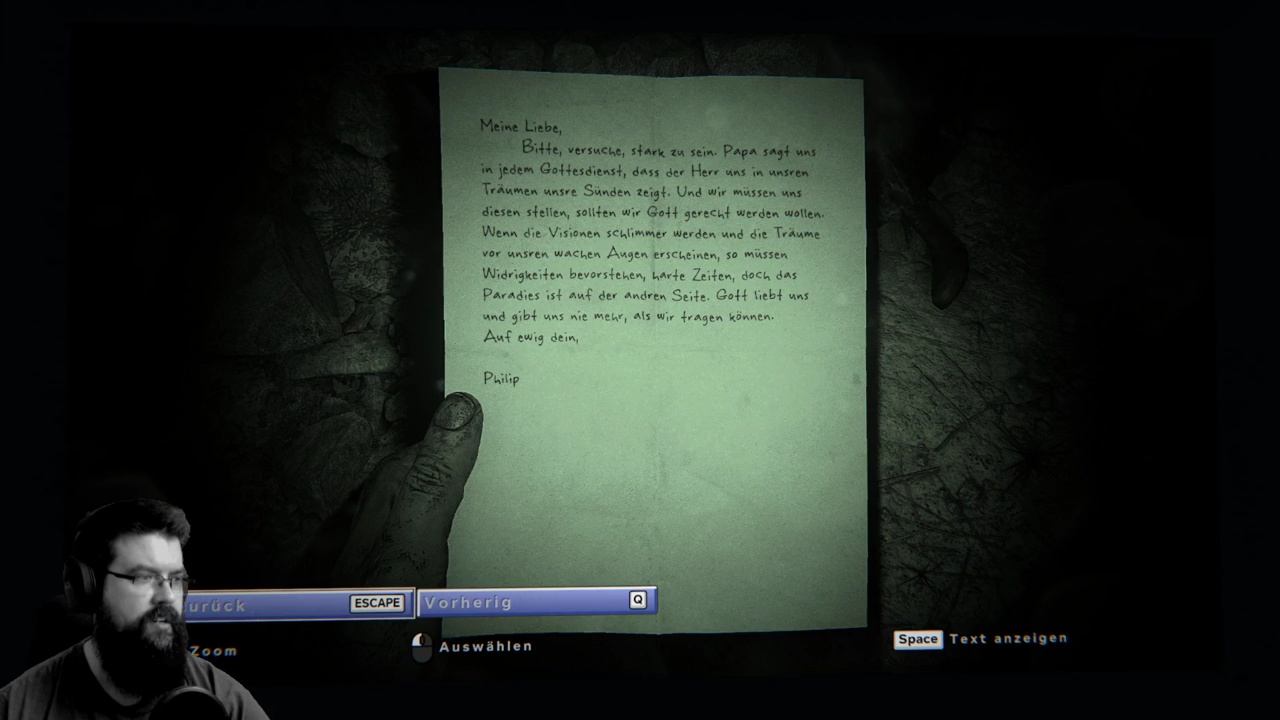 Meine Liebe,
Bitte, versuche, stark zu sein. Papa sagt uns
in jedem Gottesdienst, dass der Herr uns in unsren
Träumen unsre Sünden zeigt. Und wir müssen uns
diesen stellen, sollten wir Gott gerecht werden wollen.
Wenn die Visionen schlimmer werden und die Träume
vor unsren wachen Augen erscheinen, so müssen
Widrigkeiten bevorstehen, harte Zeiten, doch das
Paradies ist auf der andren Seite. Gott liebt uns
und gibt uns nie mehr, als wir tragen können.
Auf ewig dein,
Philip
urück ESCAPE Vorherig Q
Zoom Auswählen Space Text anzeigen